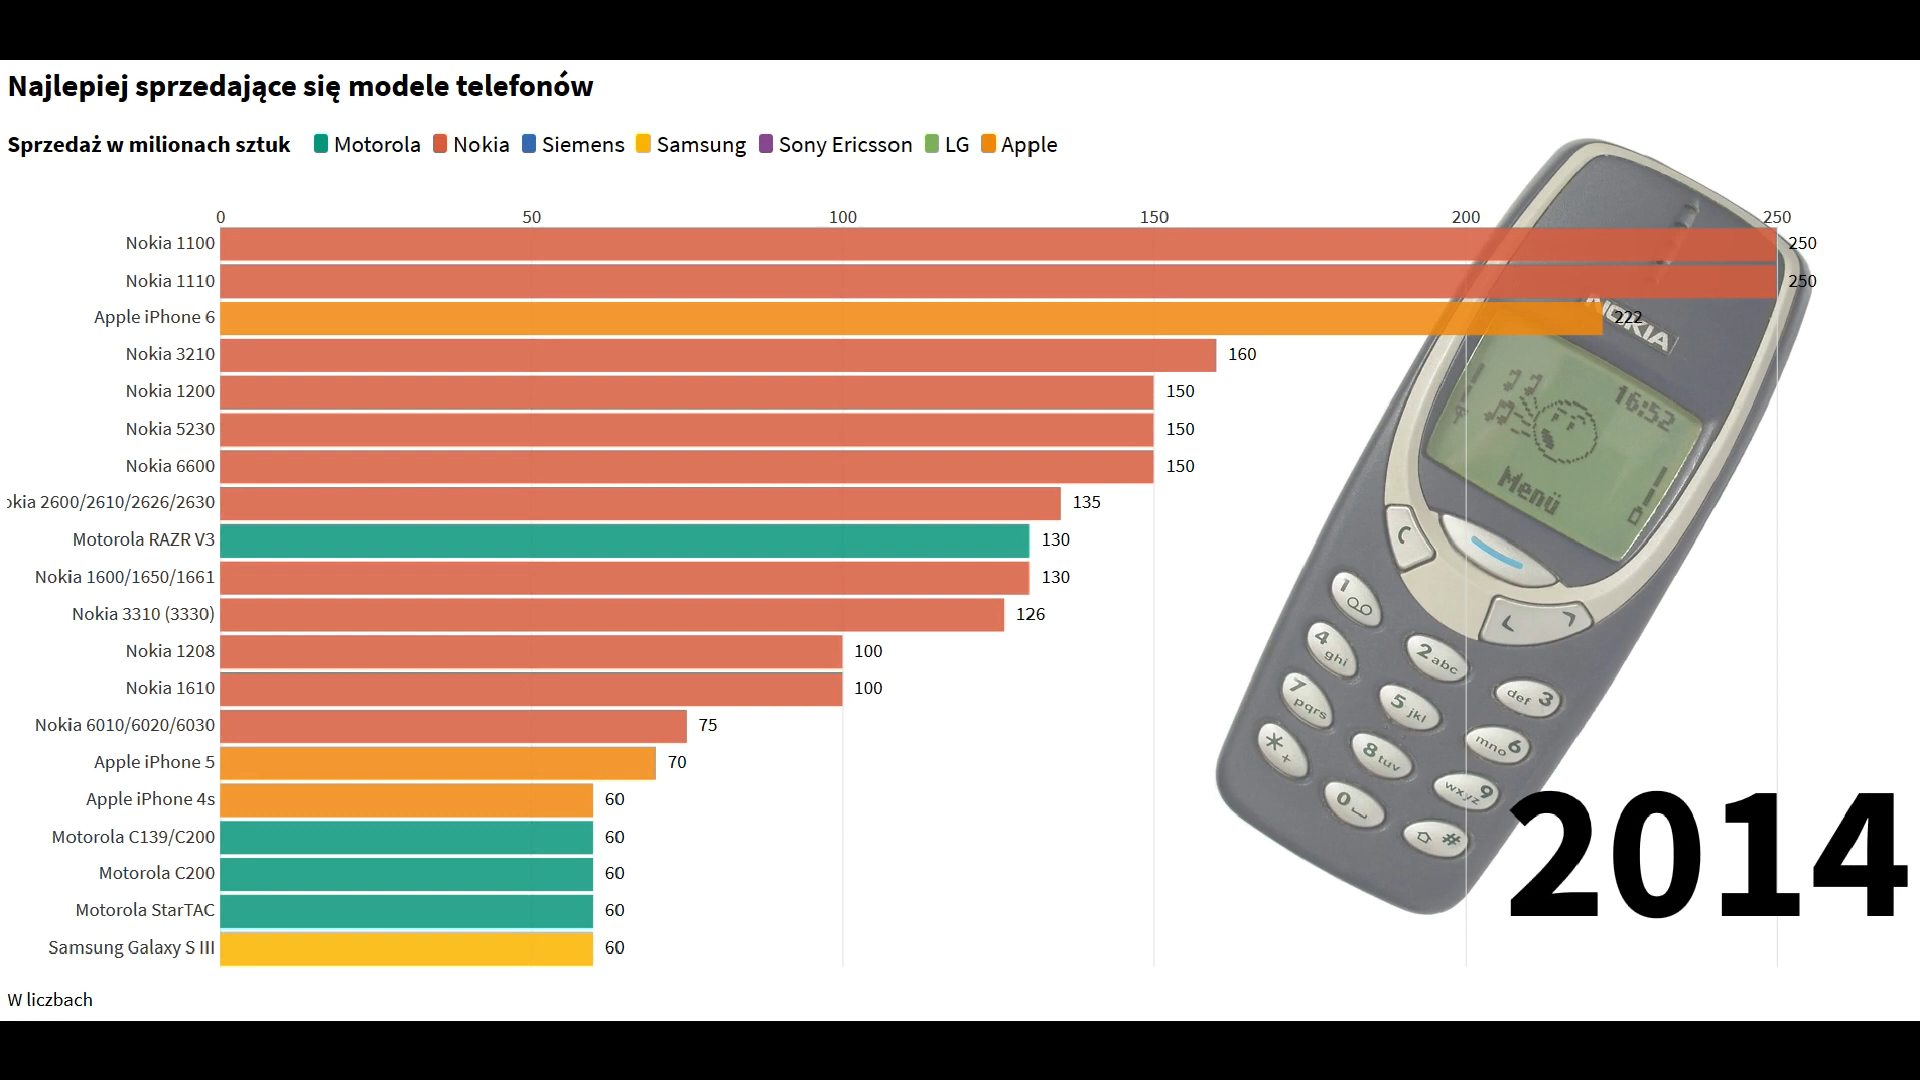 Najlepiej sprzedające się modele telefonów
Sprzedaż w milionach sztuk Motorola Nokia Siemens Samsung Sony Ericsson LG Apple
0 50 100 150 200 250
Nokia 1100 250
Nokia 1110 250
Apple iPhone 6 222
NOKIA
Nokia 3210 160
Nokia 1200 150
16:52
Nokia 5230 150
Nokia 6600 150
Menü
okia 2600/2610/2626/2630 135
Motorola RAZR V3 130
Nokia 1600/1650/1661 130
Nokia 3310 (3330) 126
Nokia 1208 100
Nokia 1610 100
Nokia 6010/6020/6030 75
Apple iPhone 5 70
Apple iPhone 4s 60
Motorola C139/C200 60
Motorola C200 60
Motorola StarTAC 60
Samsung Galaxy S III 60
1
2 abc
def 3
4 ghi
5 jkl
mno 6
7 pqrs
8 tuv
wxyz 9
* +
0
#
2014
W liczbach